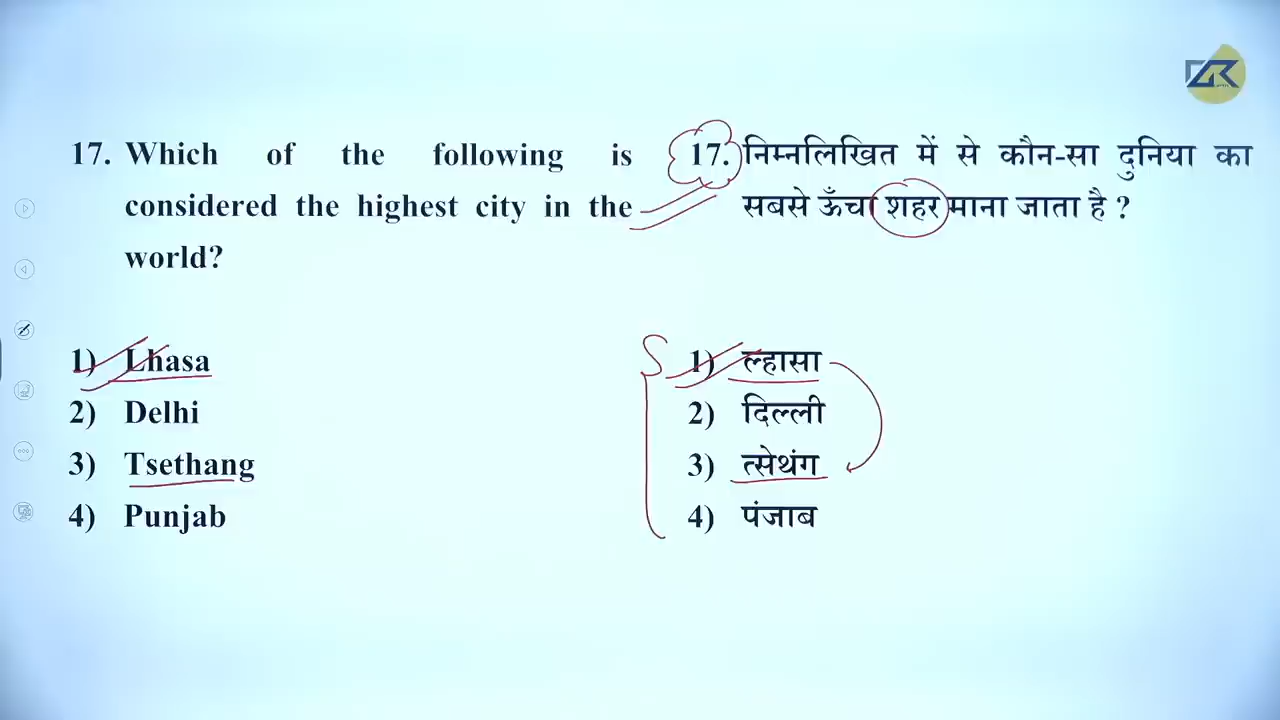 17. Which of the following is
considered the highest city in the
world?
1) Lhasa
2) Delhi
3) Tsethang
4) Punjab
17. निम्नलिखित में से कौन-सा दुनिया का
सबसे ऊँचा शहर माना जाता है ?
1) ल्हासा
2) दिल्ली
3) त्सेथंग
4) पंजाब